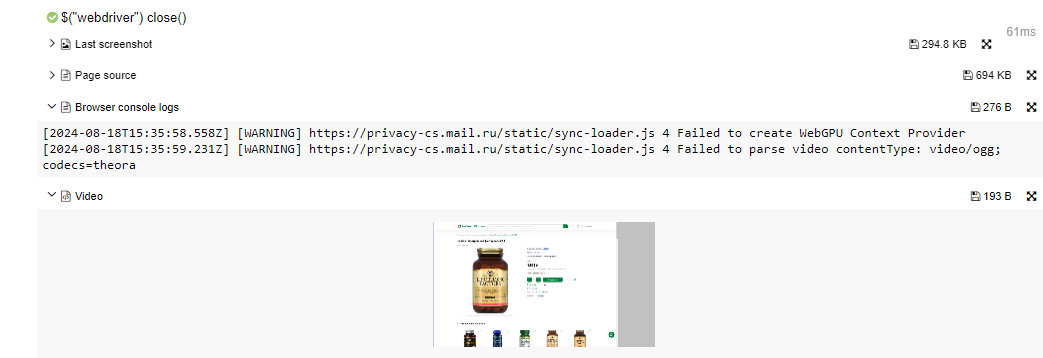 $("webdriver") close()
61ms
Last screenshot 294.8 KB
Page source 694 KB
Browser console logs 276 B
[2024-08-18T15:35:58.558Z] [WARNING] https://privacy-cs.mail.ru/static/sync-loader.js 4 Failed to create WebGPU Context Provider
[2024-08-18T15:35:59.231Z] [WARNING] https://privacy-cs.mail.ru/static/sync-loader.js 4 Failed to parse video contentType: video/ogg;
codecs=theora
Video 193 B